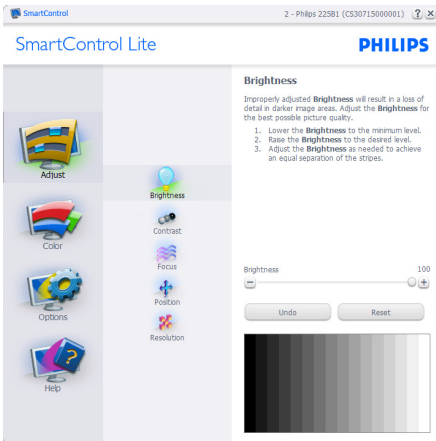 SmartControl
2 - Philips 225B1 (CS30715000001)
SmartControl Lite
PHILIPS
Adjust
Color
Options
Help
Brightness
Contrast
Focus
Position
Resolution
Brightness
Improperly adjusted Brightness will result in a loss of
detail in darker image areas. Adjust the Brightness for
the best possible picture quality.
1. Lower the Brightness to the minimum level.
2. Raise the Brightness to the desired level.
3. Adjust the Brightness as needed to achieve
an equal separation of the stripes.
Brightness 100
Undo Reset